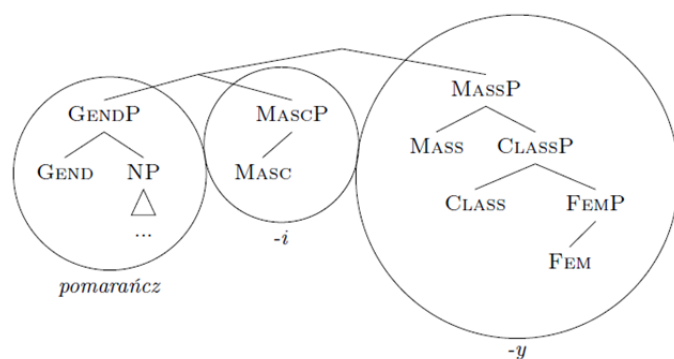 MASSP
GENDP MASCP
MASS CLASSP
GEND NP MASC
CLASS FEMP
...
-i
FEM
pomarańcz
-y